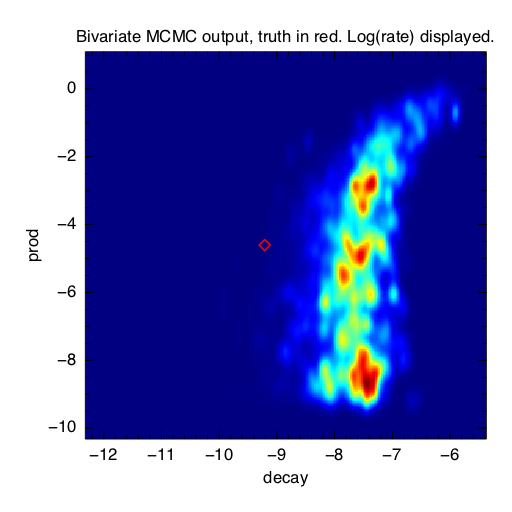 Bivariate MCMC output, truth in red. Log(rate) displayed.
0
−2
−4
−6
−8
−10
prod
−12 −11 −10 −9 −8 −7 −6
decay